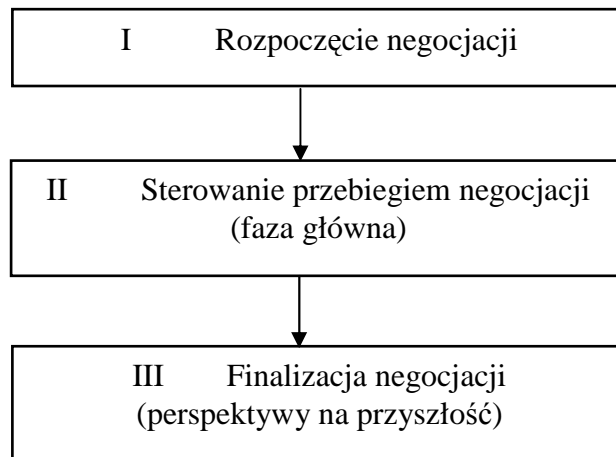 I Rozpoczęcie negocjacji
II Sterowanie przebiegiem negocjacji
(faza główna)
III Finalizacja negocjacji
(perspektywy na przyszłość)